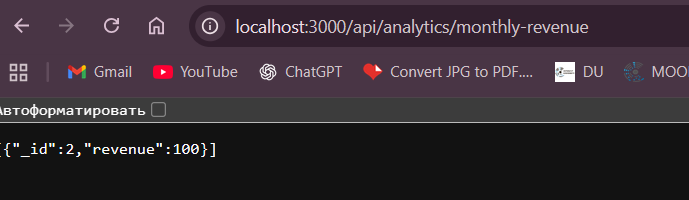 localhost:3000/api/analytics/monthly-revenue
Gmail YouTube ChatGPT Convert JPG to PDF.... DU MOO
Автоформатировать
[{"_id":2,"revenue":100}]